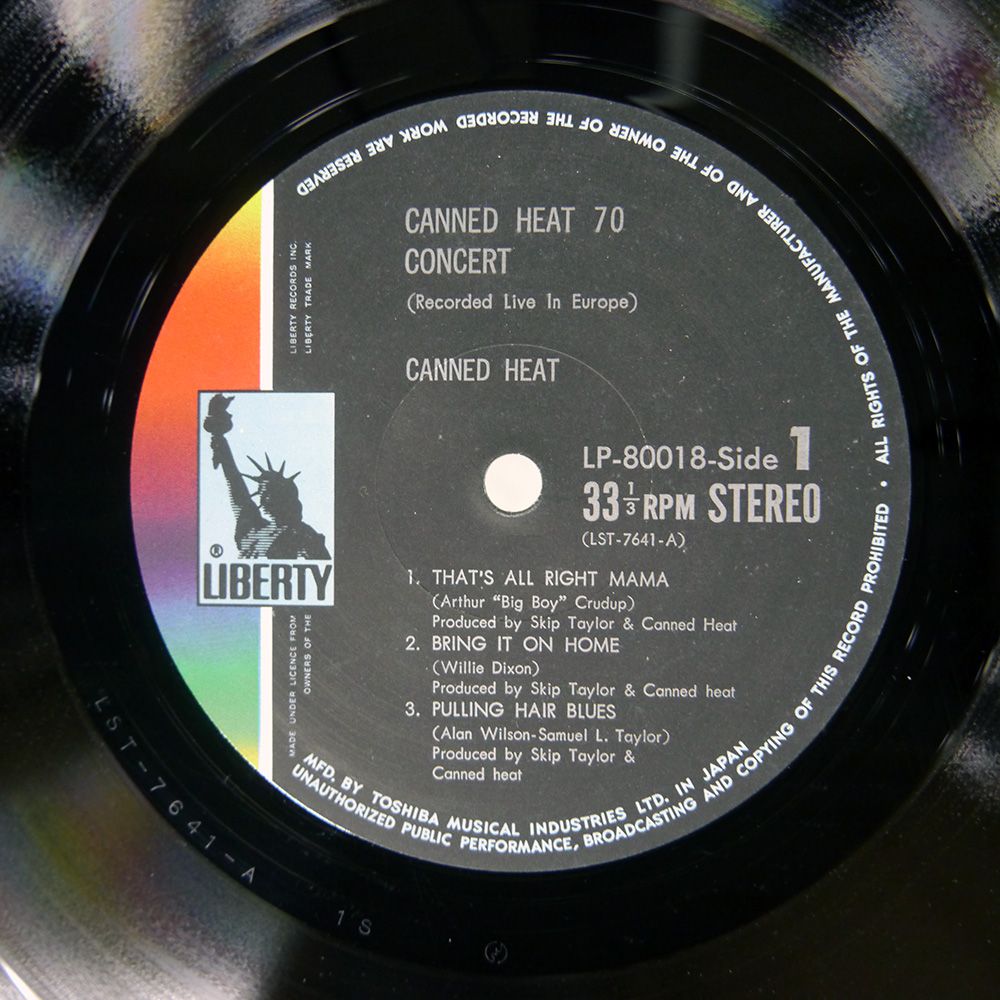 CANNED HEAT 70
CONCERT
(Recorded Live In Europe)
CANNED HEAT
LP-80018-Side 1
33 1/3 RPM STEREO
(LST-7641-A)
1. THAT'S ALL RIGHT MAMA
(Arthur “Big Boy” Crudup)
Produced by Skip Taylor & Canned Heat
2. BRING IT ON HOME
(Willie Dixon)
Produced by Skip Taylor & Canned heat
3. PULLING HAIR BLUES
(Alan Wilson-Samuel L. Taylor)
Produced by Skip Taylor &
Canned heat
LIBERTY RECORDS INC.
LIBERTY TRADE MARK
®
LIBERTY
MADE UNDER LICENCE FROM
OWNERS OF THE
MFD. BY TOSHIBA MUSICAL INDUSTRIES LTD. IN JAPAN
UNAUTHORIZED PUBLIC PERFORMANCE, BROADCASTING AND COPYING OF THIS RECORD PROHIBITED • ALL RIGHTS OF THE MANUFACTURER AND OF THE OWNER OF THE RECORDED WORK ARE RESERVED
LST-7641-A
1S